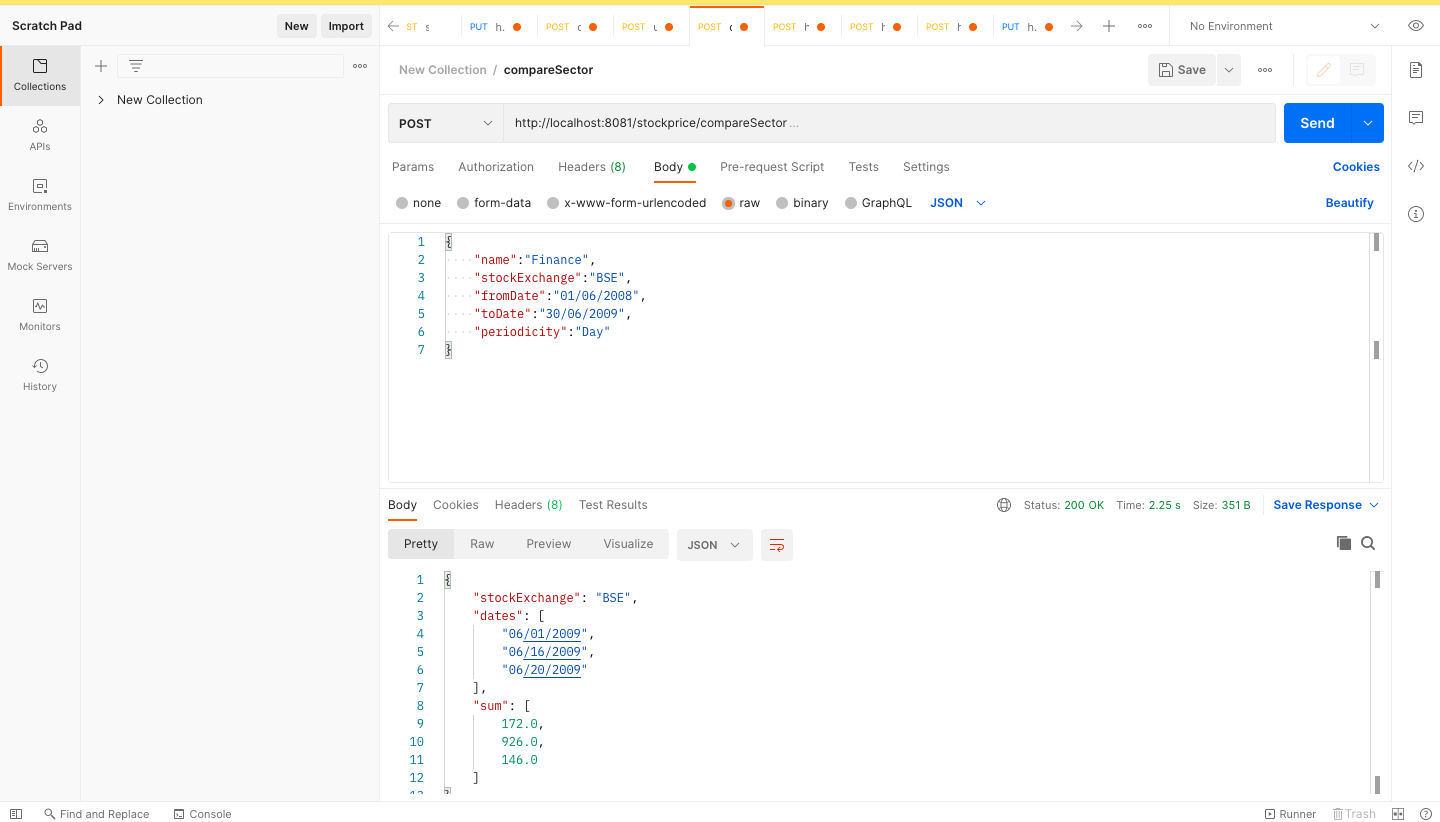 Scratch Pad
New
Import
ST s
PUT h.
POST c
POST u
POST c
POST h
POST h
POST h
PUT h.
No Environment
Collections
APIs
Environments
Mock Servers
Monitors
History
New Collection
New Collection / compareSector
Save
POST
http://localhost:8081/stockprice/compareSector ...
Send
Params
Authorization
Headers (8)
Body
Pre-request Script
Tests
Settings
Cookies
none
form-data
x-www-form-urlencoded
raw
binary
GraphQL
JSON
Beautify
1 {
2 "name":"Finance",
3 "stockExchange":"BSE",
4 "fromDate":"01/06/2008",
5 "toDate":"30/06/2009",
6 "periodicity":"Day"
7 }
Body
Cookies
Headers (8)
Test Results
Status: 200 OK
Time: 2.25 s
Size: 351 B
Save Response
Pretty
Raw
Preview
Visualize
JSON
1 {
2 "stockExchange": "BSE",
3 "dates": [
4 "06/01/2009",
5 "06/16/2009",
6 "06/20/2009"
7 ],
8 "sum": [
9 172.0,
10 926.0,
11 146.0
12 ]
13 }
Find and Replace
Console
Runner
Trash